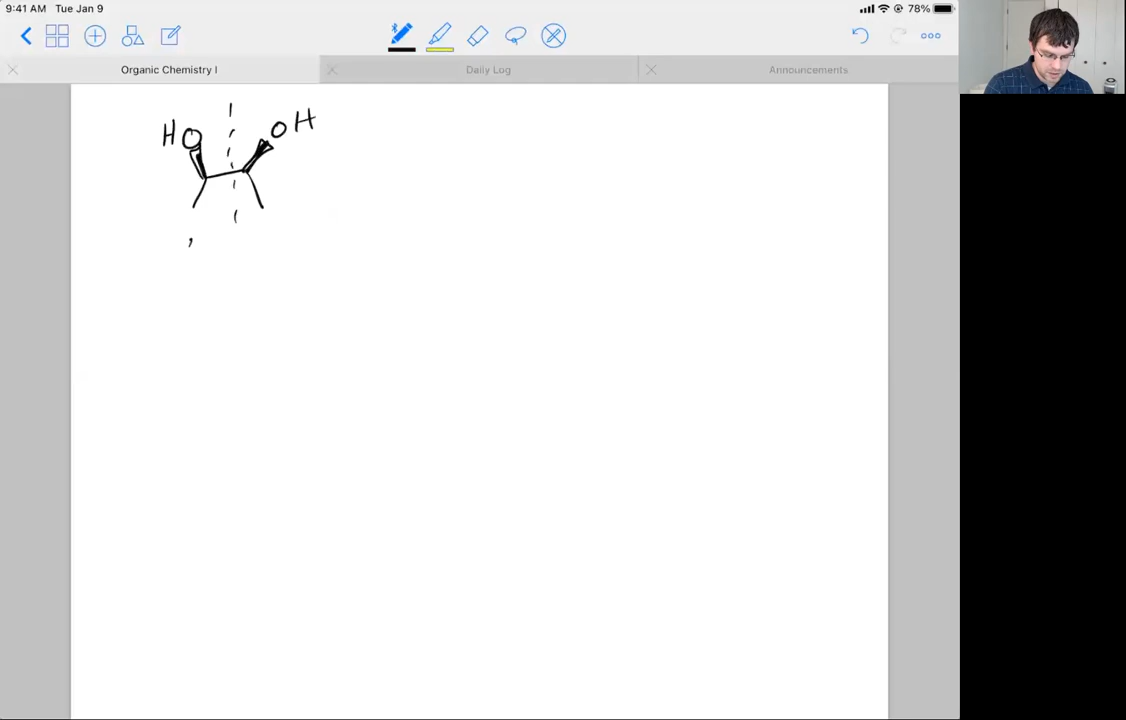 9:41 AM Tue Jan 9 78%
Organic Chemistry I Daily Log Announcements
HO OH